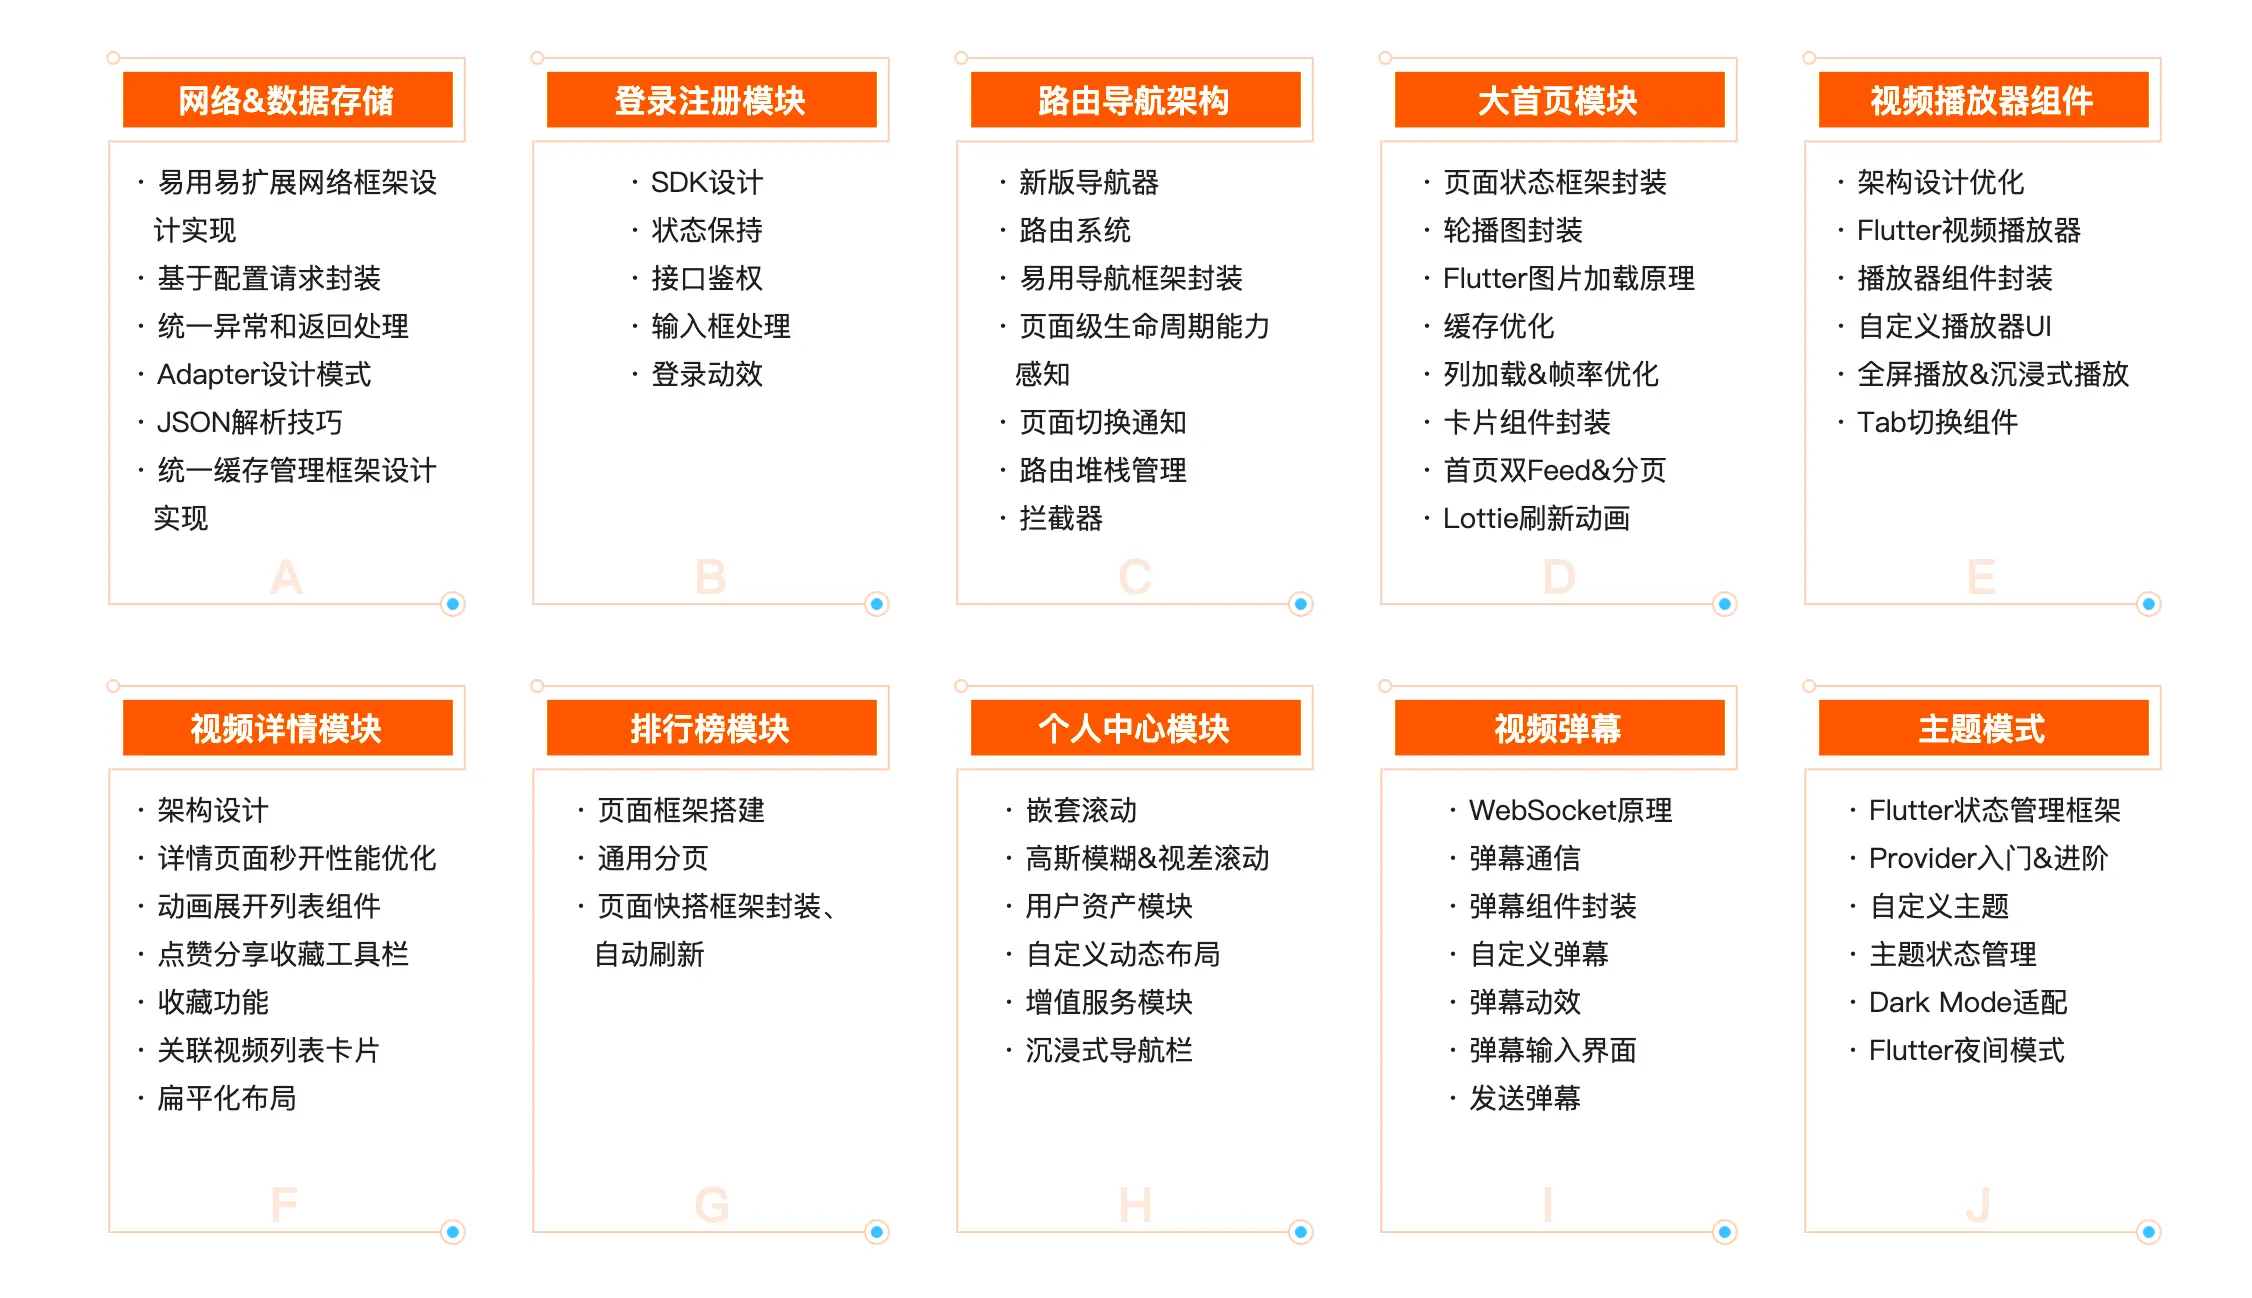 网络&数据存储
· 易用易扩展网络框架设
计实现
· 基于配置请求封装
· 统一异常和返回处理
· Adapter设计模式
· JSON解析技巧
· 统一缓存管理框架设计
实现
A
登录注册模块
· SDK设计
· 状态保持
· 接口鉴权
· 输入框处理
· 登录动效
B
路由导航架构
· 新版导航器
· 路由系统
· 易用导航框架封装
· 页面级生命周期能力
感知
· 页面切换通知
· 路由堆栈管理
· 拦截器
C
大首页模块
· 页面状态框架封装
· 轮播图封装
· Flutter图片加载原理
· 缓存优化
· 列加载&帧率优化
· 卡片组件封装
· 首页双Feed&分页
· Lottie刷新动画
D
视频播放器组件
· 架构设计优化
· Flutter视频播放器
· 播放器组件封装
· 自定义播放器UI
· 全屏播放&沉浸式播放
· Tab切换组件
E
视频详情模块
· 架构设计
· 详情页面秒开性能优化
· 动画展开列表组件
· 点赞分享收藏工具栏
· 收藏功能
· 关联视频列表卡片
· 扁平化布局
F
排行榜模块
· 页面框架搭建
· 通用分页
· 页面快搭框架封装、
自动刷新
G
个人中心模块
· 嵌套滚动
· 高斯模糊&视差滚动
· 用户资产模块
· 自定义动态布局
· 增值服务模块
· 沉浸式导航栏
H
视频弹幕
· WebSocket原理
· 弹幕通信
· 弹幕组件封装
· 自定义弹幕
· 弹幕动效
· 弹幕输入界面
· 发送弹幕
I
主题模式
· Flutter状态管理框架
· Provider入门&进阶
· 自定义主题
· 主题状态管理
· Dark Mode适配
· Flutter夜间模式
J